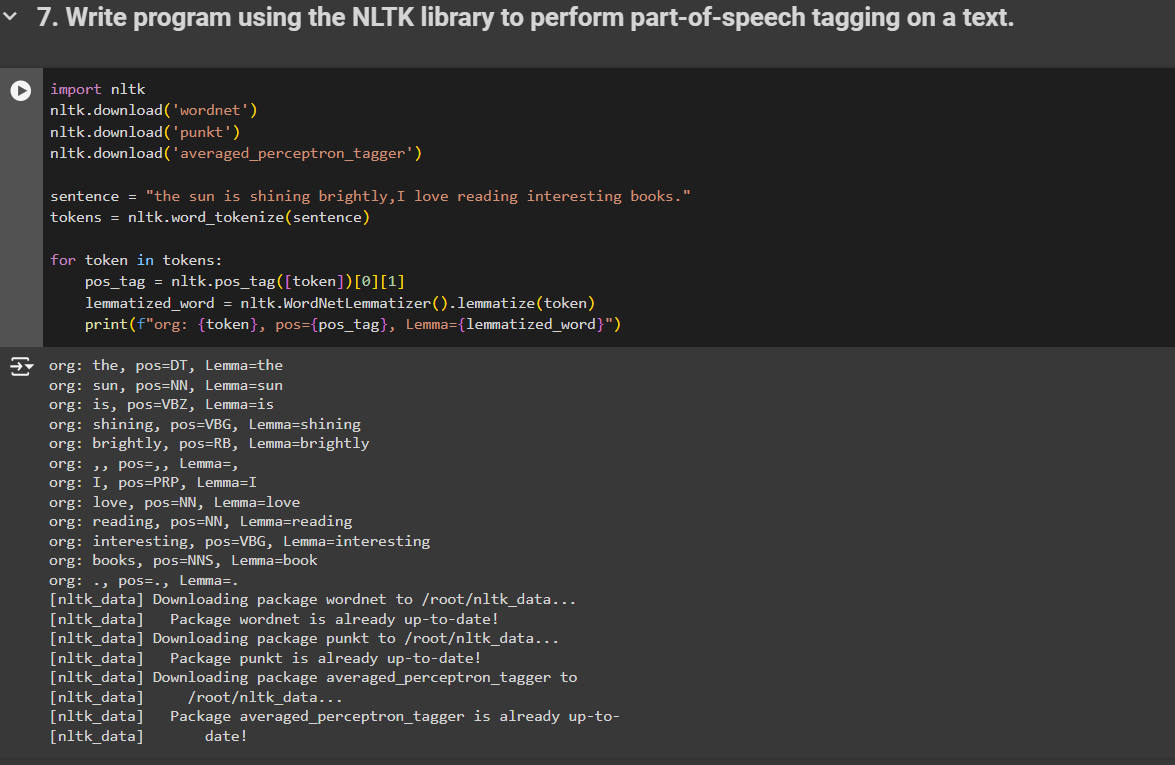 7. Write program using the NLTK library to perform part-of-speech tagging on a text.
import nltk
nltk.download('wordnet')
nltk.download('punkt')
nltk.download('averaged_perceptron_tagger')
sentence = "the sun is shining brightly,I love reading interesting books."
tokens = nltk.word_tokenize(sentence)
for token in tokens:
    pos_tag = nltk.pos_tag([token])[0][1]
    lemmatized_word = nltk.WordNetLemmatizer().lemmatize(token)
    print(f"org: {token}, pos={pos_tag}, Lemma={lemmatized_word}")
org: the, pos=DT, Lemma=the
org: sun, pos=NN, Lemma=sun
org: is, pos=VBZ, Lemma=is
org: shining, pos=VBG, Lemma=shining
org: brightly, pos=RB, Lemma=brightly
org: ,, pos=,, Lemma=,
org: I, pos=PRP, Lemma=I
org: love, pos=NN, Lemma=love
org: reading, pos=NN, Lemma=reading
org: interesting, pos=VBG, Lemma=interesting
org: books, pos=NNS, Lemma=book
org: ., pos=., Lemma=.
[nltk_data] Downloading package wordnet to /root/nltk_data...
[nltk_data]   Package wordnet is already up-to-date!
[nltk_data] Downloading package punkt to /root/nltk_data...
[nltk_data]   Package punkt is already up-to-date!
[nltk_data] Downloading package averaged_perceptron_tagger to
[nltk_data]     /root/nltk_data...
[nltk_data]   Package averaged_perceptron_tagger is already up-to-
[nltk_data]       date!